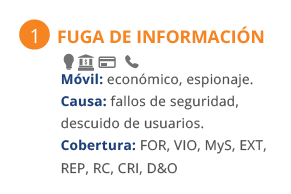 1 FUGA DE INFORMACIÓN
Móvil: económico, espionaje.
Causa: fallos de seguridad,
descuido de usuarios.
Cobertura: FOR, VIO, MyS, EXT,
REP, RC, CRI, D&O